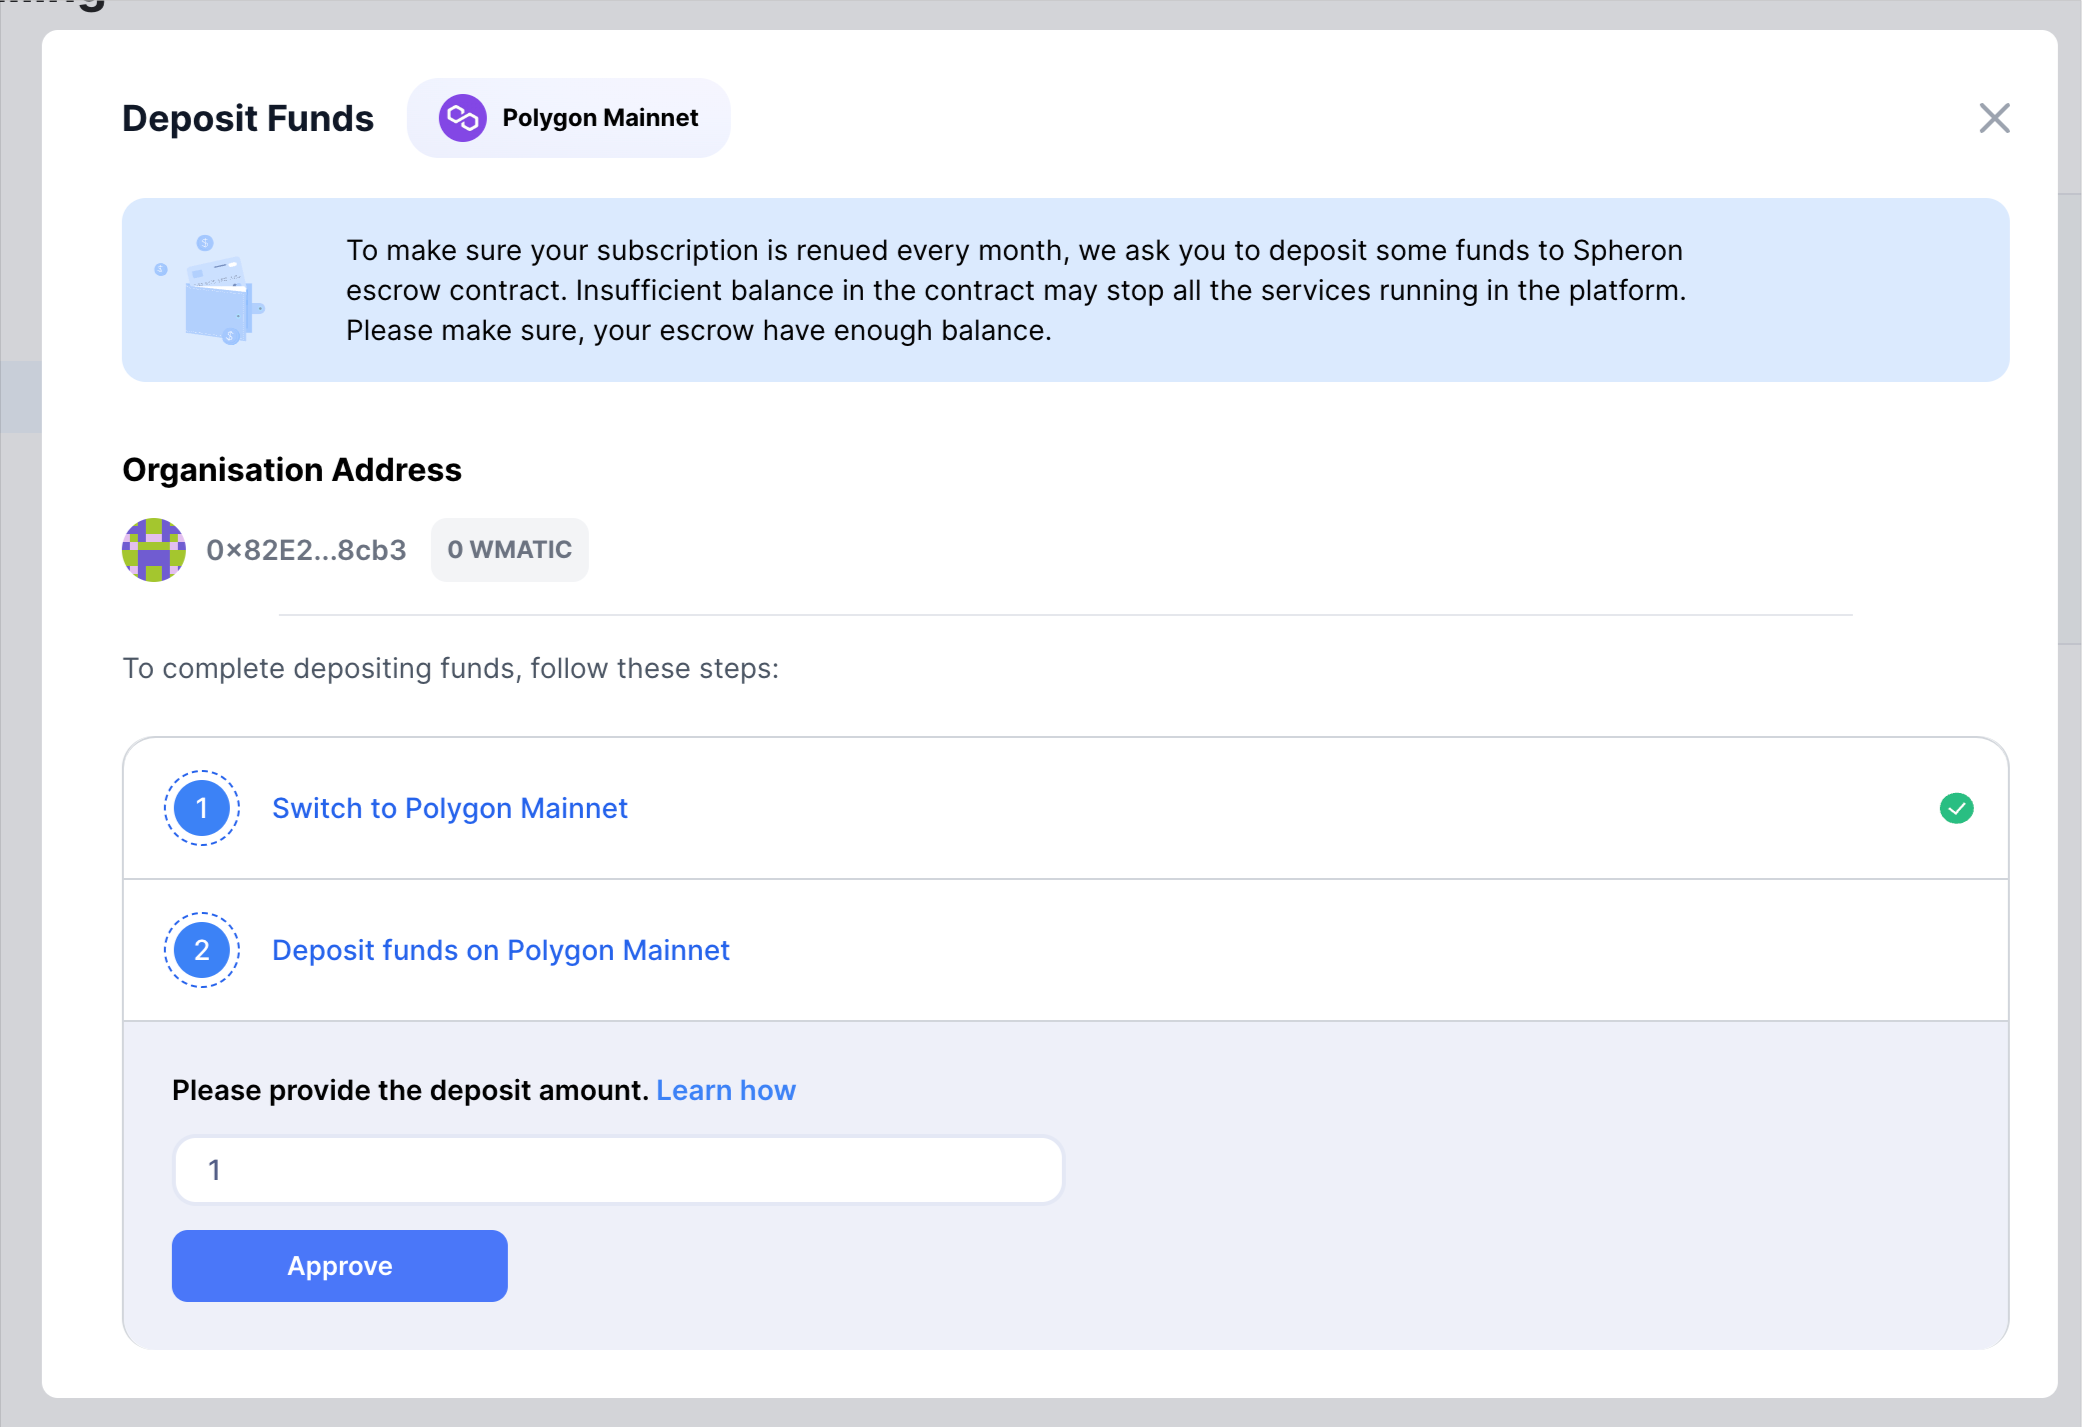 Deposit Funds
Polygon Mainnet
To make sure your subscription is renued every month, we ask you to deposit some funds to Spheron
escrow contract. Insufficient balance in the contract may stop all the services running in the platform.
Please make sure, your escrow have enough balance.
Organisation Address
0×82E2...8cb3
0 WMATIC
To complete depositing funds, follow these steps:
1
Switch to Polygon Mainnet
2
Deposit funds on Polygon Mainnet
Please provide the deposit amount. Learn how
1
Approve